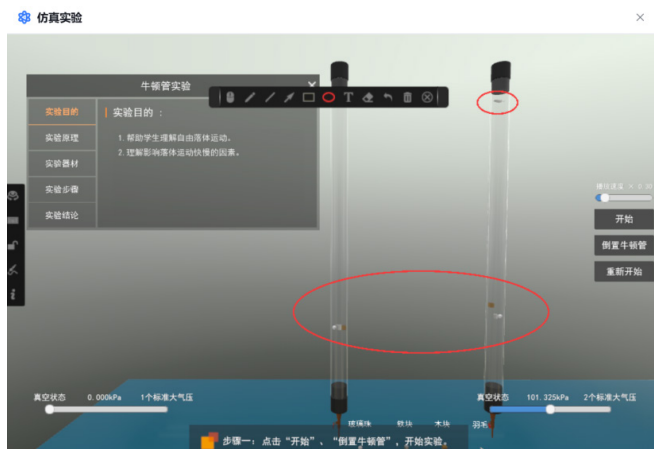 仿真实验
牛顿管实验
实验目的
实验原理
实验器材
实验步骤
实验结论
实验目的 :
1. 帮助学生理解自由落体运动。
2. 理解影响落体运动快慢的因素。
T
开始
倒置牛顿管
重新开始
真空状态 0.000kPa 1个标准大气压
真空状态 101.325kPa 2个标准大气压
玻璃珠 软块 木块 羽毛
步骤一: 点击“开始”、“倒置牛顿管”, 开始实验。